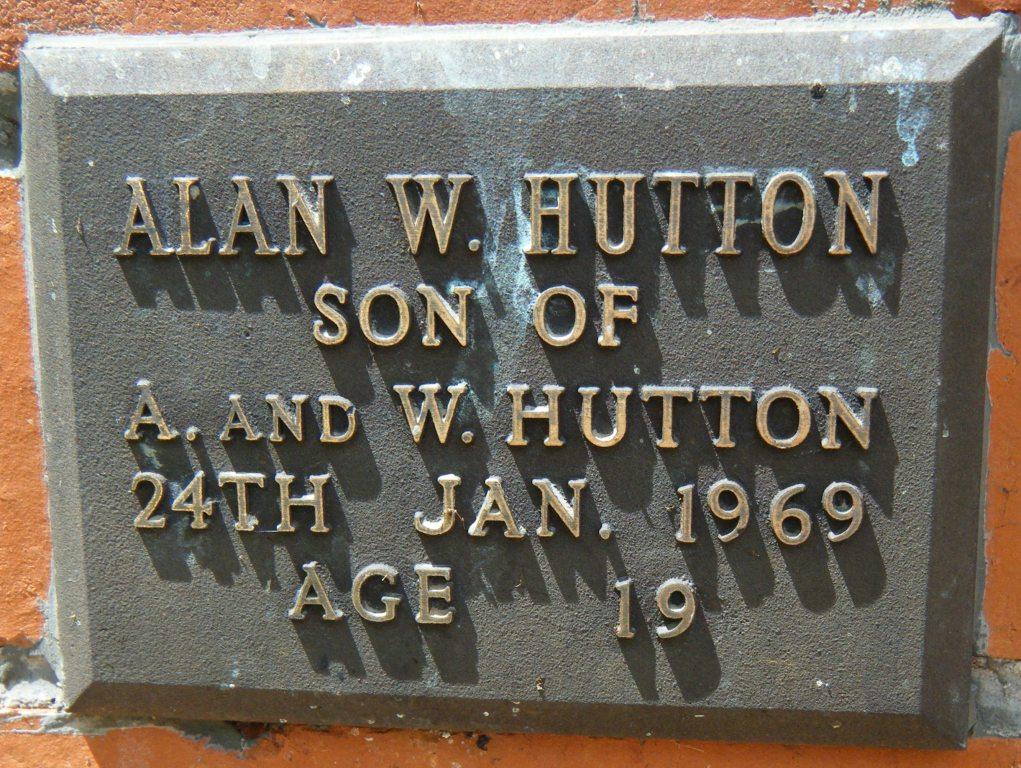 ALAN W. HUTTON
SON OF
A. AND W. HUTTON
24TH JAN. 1969
AGE 19